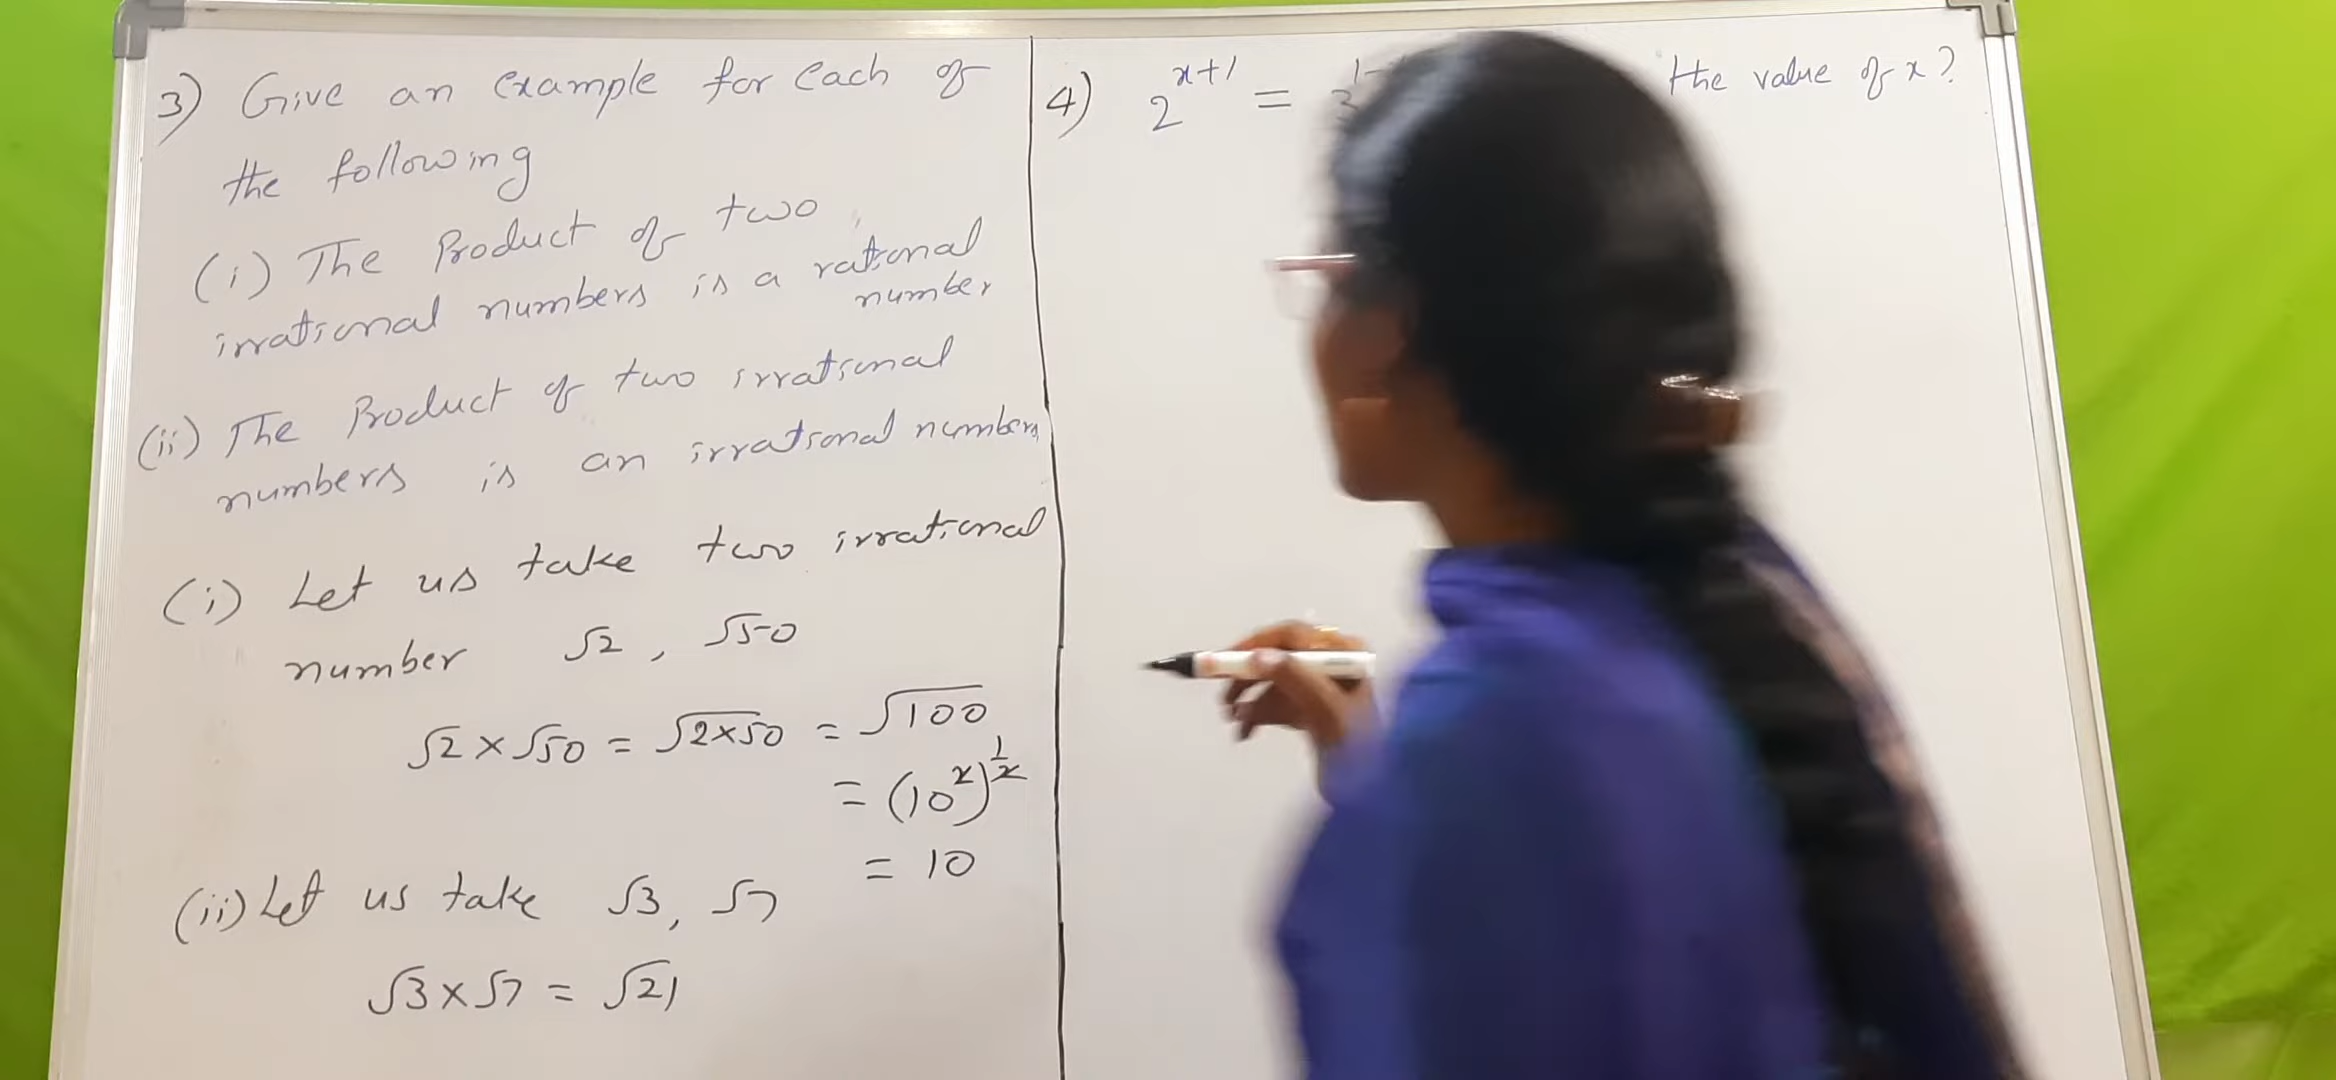 3) Give an example for each of
the following
(i) The Product of two
irrational numbers is a rational
number
(ii) The Product of two irrational
numbers is an irrational numbers
(i) Let us take two irrational
number √2, √50
√2 × √50 = √2×50 = √100
= (10²)^½
= 10
(ii) Let us take √3, √7
√3 × √7 = √21
4) 2^x+1 = the value of x?